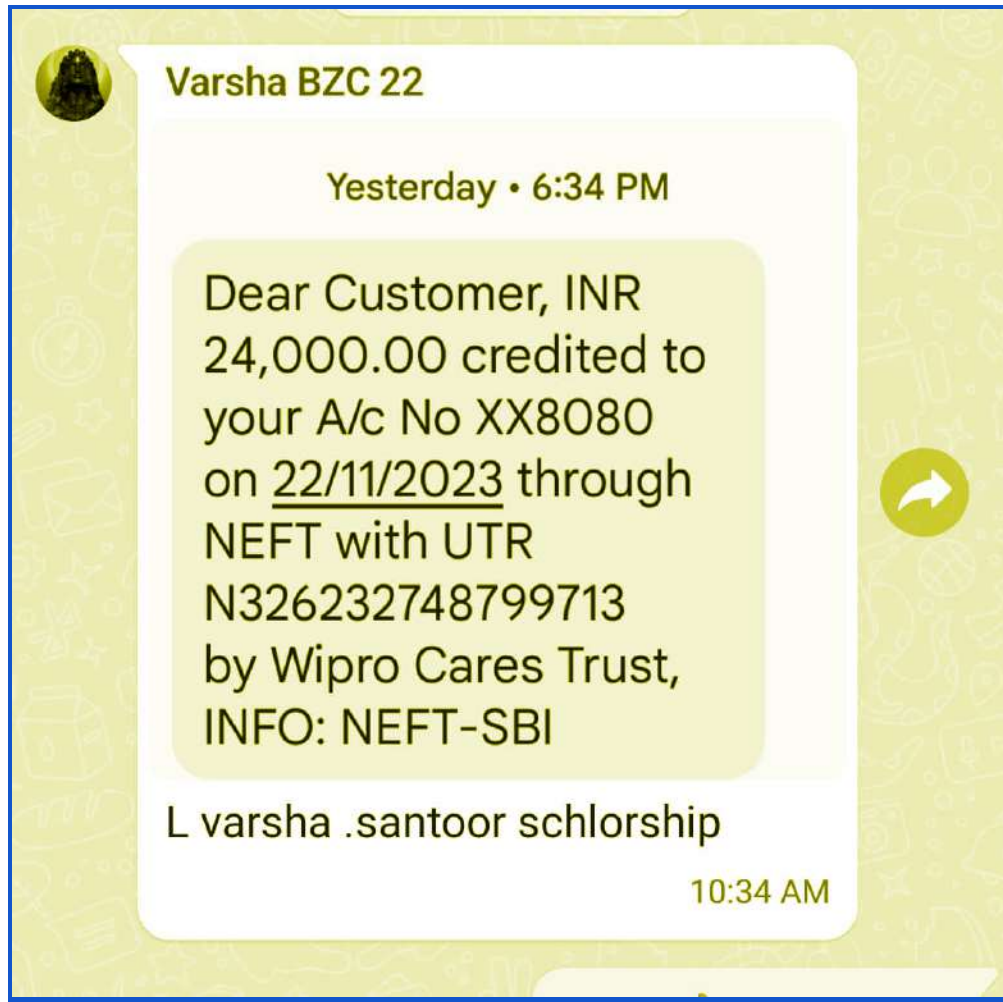 Varsha BZC 22
Yesterday • 6:34 PM
Dear Customer, INR
24,000.00 credited to
your A/c No XX8080
on 22/11/2023 through
NEFT with UTR
N326232748799713
by Wipro Cares Trust,
INFO: NEFT-SBI
L varsha .santoor schlorship
10:34 AM